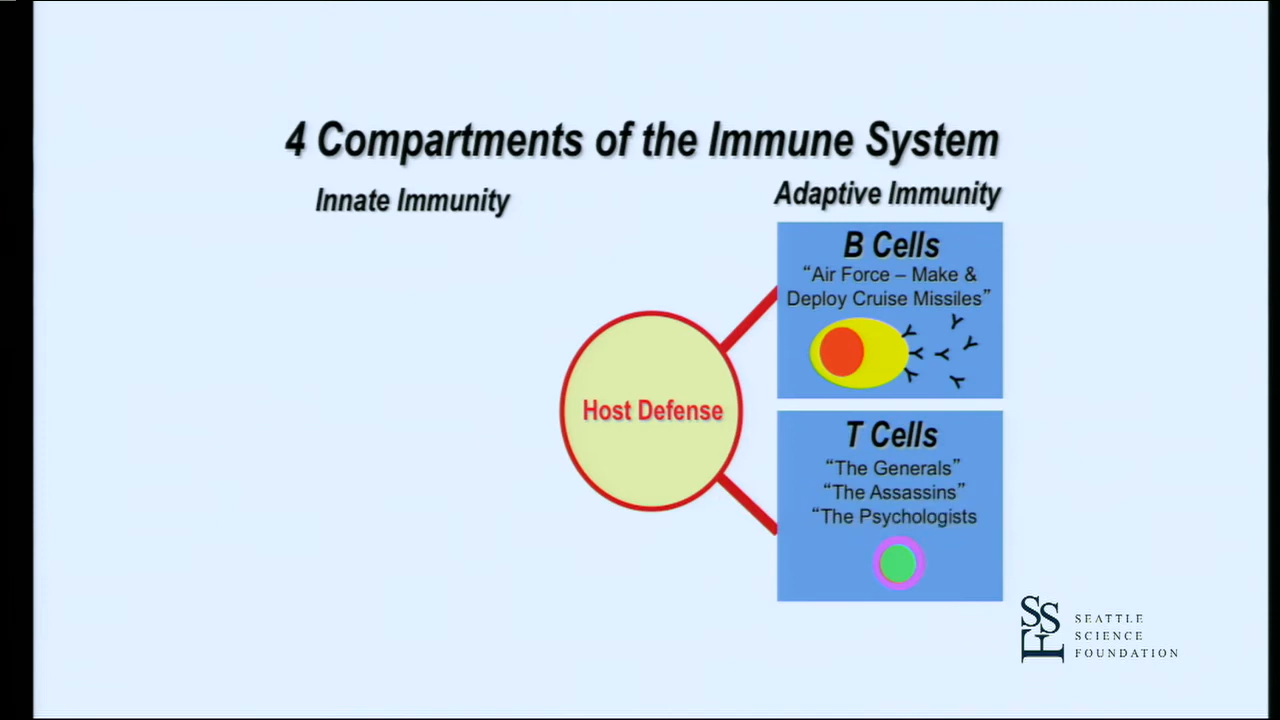 4 Compartments of the Immune System
Innate Immunity
Adaptive Immunity
B Cells
“Air Force – Make &
Deploy Cruise Missiles”
Host Defense
T Cells
“The Generals”
“The Assassins”
“The Psychologists
SSF
SEATTLE
SCIENCE
FOUNDATION